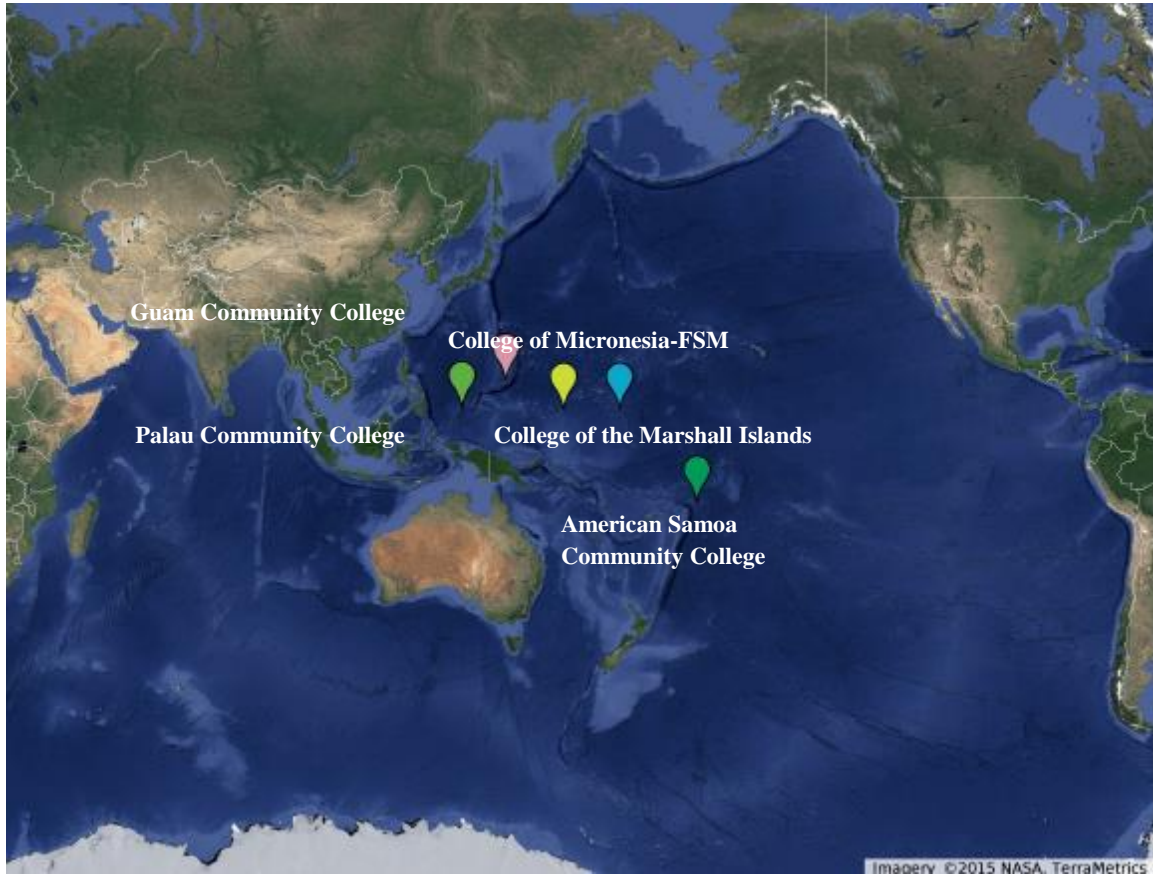 Guam Community College
College of Micronesia-FSM
Palau Community College
College of the Marshall Islands
American Samoa
Community College
Imagery ©2015 NASA, TerraMetrics